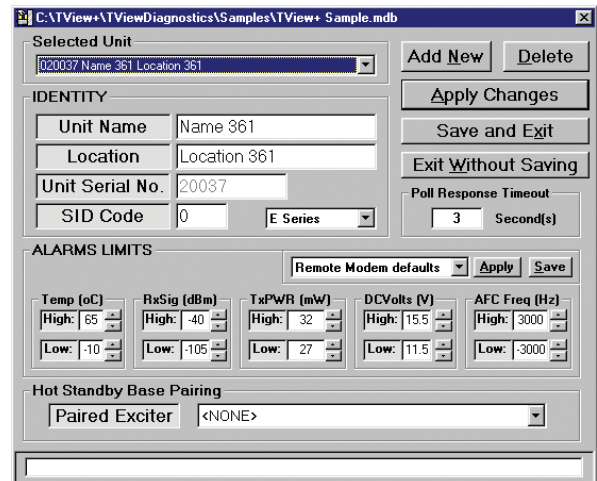 C:\TView+\TViewDiagnostics\Samples\TView+ Sample.mdb
Selected Unit
020037 Name 361 Location 361
Add New Delete
Apply Changes
Save and Exit
Exit Without Saving
IDENTITY
Unit Name Name 361
Location Location 361
Unit Serial No. 20037
SID Code 0 E Series
Poll Response Timeout
3 Second(s)
ALARMS LIMITS
Remote Modem defaults Apply Save
Temp (oC) RxSig (dBm) TxPWR (mW) DCVolts (V) AFC Freq (Hz)
High: 65 High: -40 High: 32 High: 15.5 High: 3000
Low: -10 Low: -105 Low: 27 Low: 11.5 Low: -3000
Hot Standby Base Pairing
Paired Exciter <NONE>